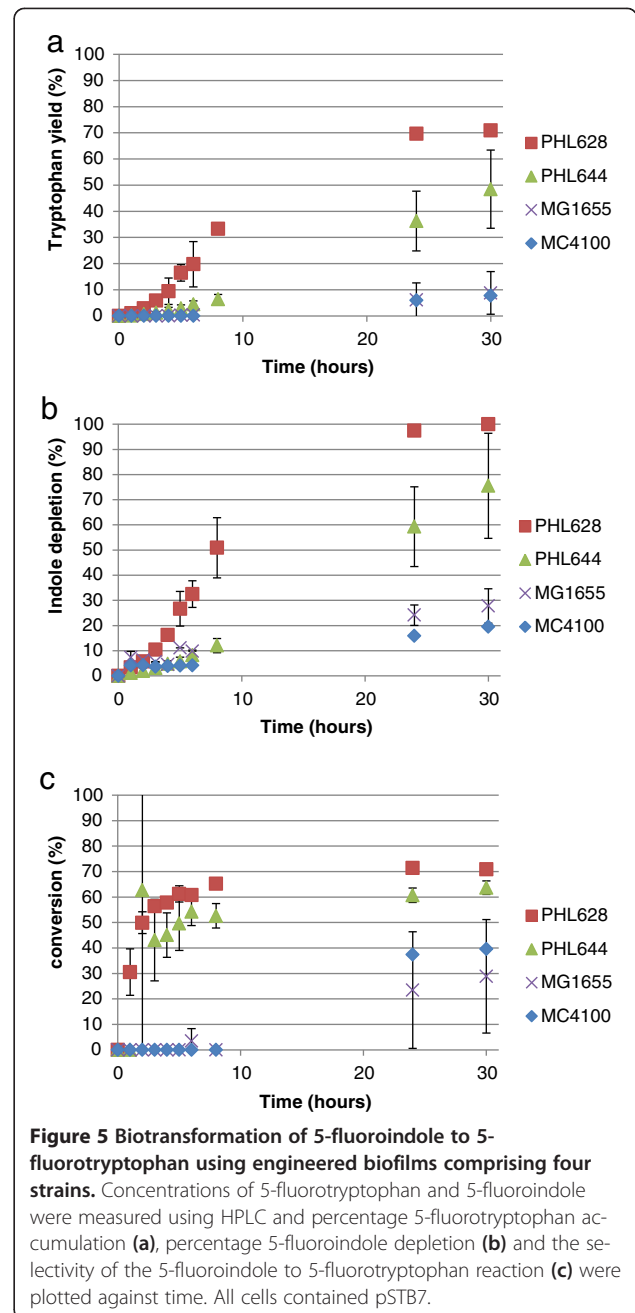 a
100
90
80
70
60
50
40
30
20
10
0
Tryptophan yield (%)
0 10 20 30
Time (hours)
PHL628
PHL644
MG1655
MC4100
b
100
90
80
70
60
50
40
30
20
10
0
Indole depletion (%)
0 10 20 30
Time (hours)
PHL628
PHL644
MG1655
MC4100
c
100
90
80
70
60
50
40
30
20
10
0
conversion (%)
0 10 20 30
Time (hours)
PHL628
PHL644
MG1655
MC4100
Figure 5 Biotransformation of 5-fluoroindole to 5-
fluorotryptophan using engineered biofilms comprising four
strains. Concentrations of 5-fluorotryptophan and 5-fluoroindole
were measured using HPLC and percentage 5-fluorotryptophan ac-
cumulation (a), percentage 5-fluoroindole depletion (b) and the se-
lectivity of the 5-fluoroindole to 5-fluorotryptophan reaction (c) were
plotted against time. All cells contained pSTB7.